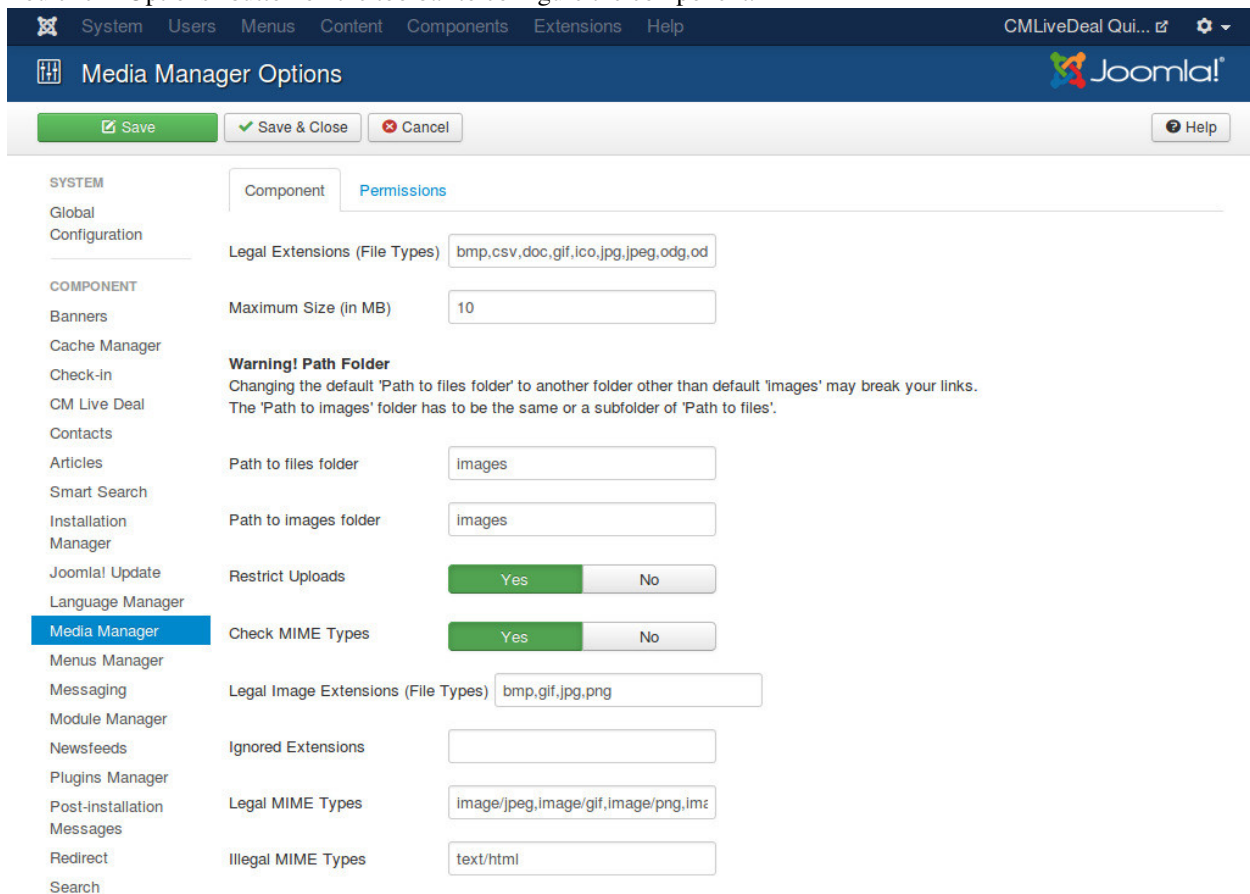 System Users Menus Content Components Extensions Help CMLiveDeal Qui...
Media Manager Options Joomla!
Save Save & Close Cancel Help
SYSTEM
Global
Configuration
COMPONENT
Banners
Cache Manager
Check-in
CM Live Deal
Contacts
Articles
Smart Search
Installation
Manager
Joomla! Update
Language Manager
Media Manager
Menus Manager
Messaging
Module Manager
Newsfeeds
Plugins Manager
Post-installation
Messages
Redirect
Search
Component Permissions
Legal Extensions (File Types) bmp,csv,doc,gif,ico,jpg,jpeg,odg,od
Maximum Size (in MB) 10
Warning! Path Folder
Changing the default 'Path to files folder' to another folder other than default 'images' may break your links.
The 'Path to images' folder has to be the same or a subfolder of 'Path to files'.
Path to files folder images
Path to images folder images
Restrict Uploads Yes No
Check MIME Types Yes No
Legal Image Extensions (File Types) bmp,gif,jpg,png
Ignored Extensions
Legal MIME Types image/jpeg,image/gif,image/png,ima
Illegal MIME Types text/html